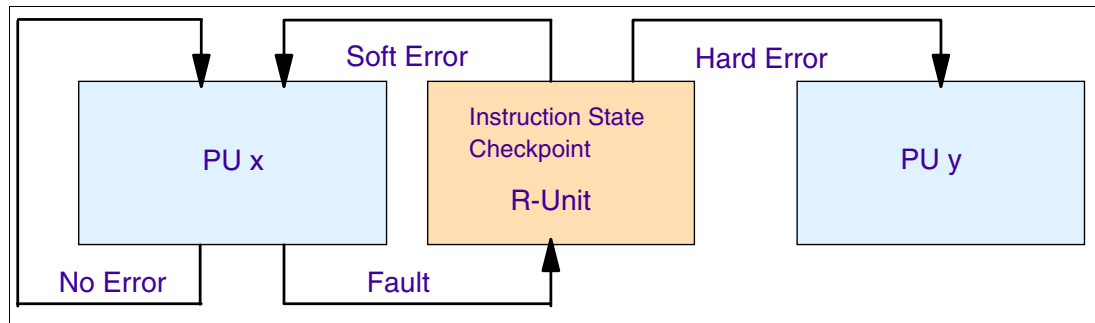 Soft Error
Hard Error
PU x
Instruction State
Checkpoint
R-Unit
PU y
No Error
Fault